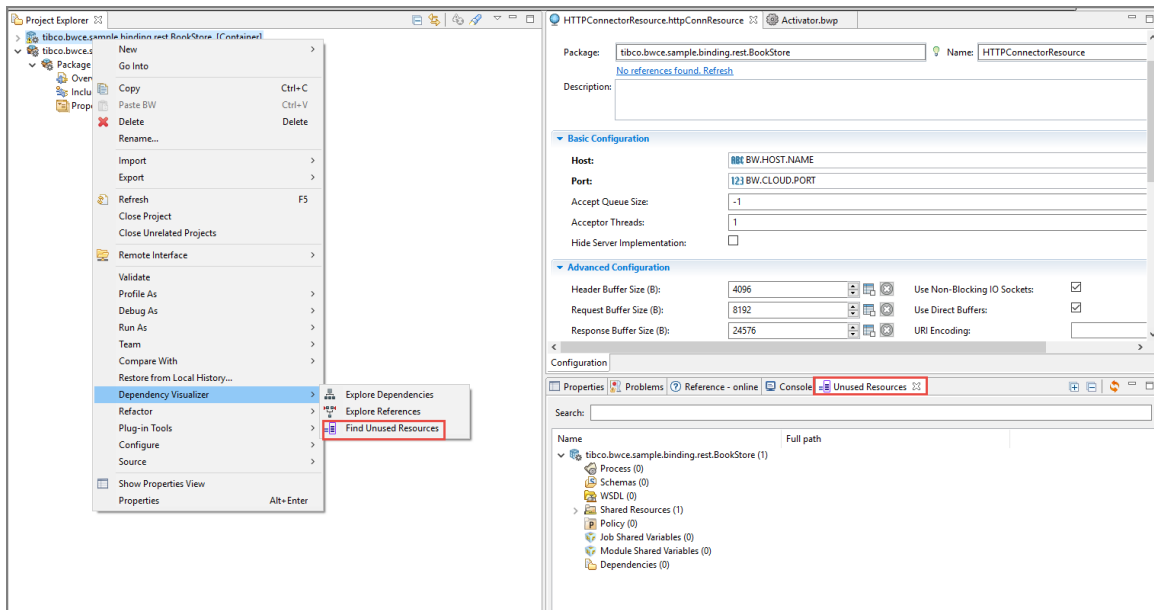 Project Explorer
tibco.bwce.sample.binding.rest.BookStore [Container]
tibco.bwce.s
Package
Over
Inclu
Prope
New
Go Into
Copy Ctrl+C
Paste BW Ctrl+V
Delete Delete
Rename...
Import
Export
Refresh F5
Close Project
Close Unrelated Projects
Remote Interface
Validate
Profile As
Debug As
Run As
Team
Compare With
Restore from Local History...
Dependency Visualizer
Refactor
Plug-in Tools
Configure
Source
Show Properties View
Properties Alt+Enter
Explore Dependencies
Explore References
Find Unused Resources
HTTPConnectorResource.httpConnResource Activator.bwp
Package: tibco.bwce.sample.binding.rest.BookStore Name: HTTPConnectorResource
No references found. Refresh
Description:
Basic Configuration
Host: ABC BW.HOST.NAME
Port: 123 BW.CLOUD.PORT
Accept Queue Size: -1
Acceptor Threads: 1
Hide Server Implementation:
Advanced Configuration
Header Buffer Size (B): 4096 Use Non-Blocking IO Sockets:
Request Buffer Size (B): 8192 Use Direct Buffers:
Response Buffer Size (B): 24576 URI Encoding:
Configuration
Properties Problems Reference - online Console Unused Resources
Search:
Name Full path
tibco.bwce.sample.binding.rest.BookStore (1)
Process (0)
Schemas (0)
WSDL (0)
Shared Resources (1)
Policy (0)
Job Shared Variables (0)
Module Shared Variables (0)
Dependencies (0)